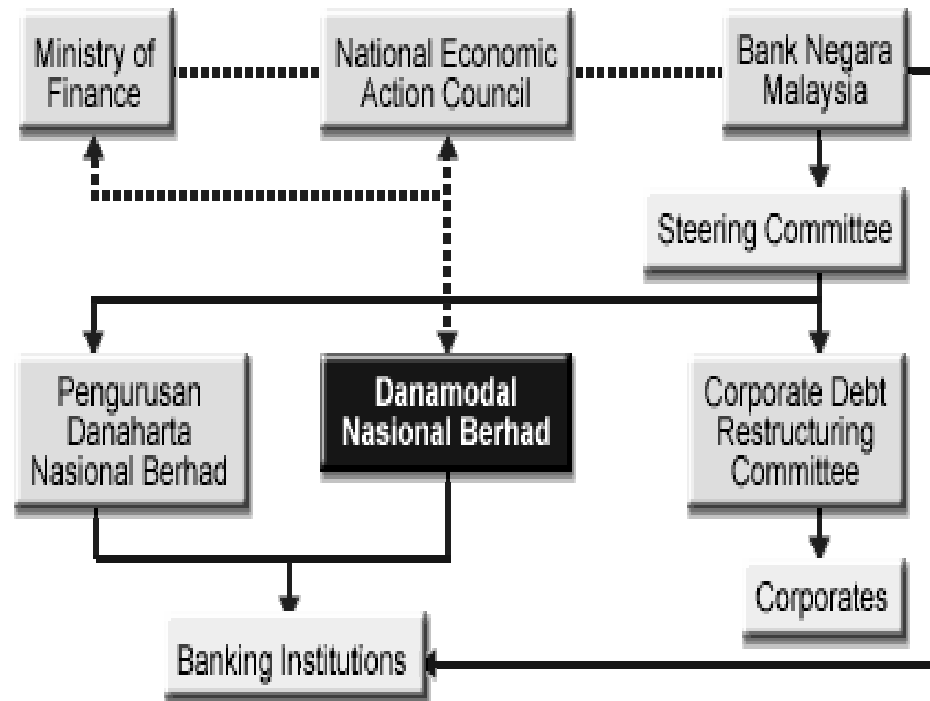 Ministry of
Finance
National Economic
Action Council
Bank Negara
Malaysia
Steering Committee
Pengurusan
Danaharta
Nasional Berhad
Danamodal
Nasional Berhad
Corporate Debt
Restructuring
Committee
Corporates
Banking Institutions